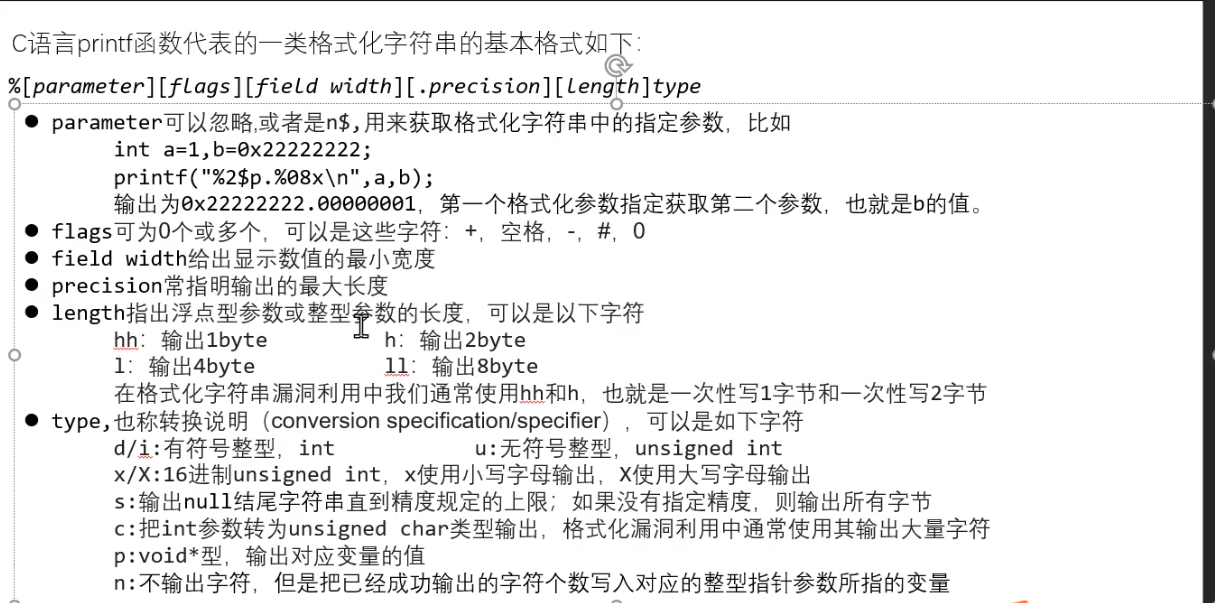 C语言printf函数代表的一类格式化字符串的基本格式如下：
%[parameter][flags][field width][.precision][length]type
● parameter可以忽略,或者是n$,用来获取格式化字符串中的指定参数，比如
int a=1,b=0x22222222;
printf("%2$p.%08x\n",a,b);
输出为0x22222222.00000001，第一个格式化参数指定获取第二个参数，也就是b的值。
● flags可为0个或多个，可以是这些字符：+，空格，-，#，0
● field width给出显示数值的最小宽度
● precision常指明输出的最大长度
● length指出浮点型参数或整型参数的长度，可以是以下字符
hh：输出1byte h：输出2byte
l：输出4byte ll：输出8byte
在格式化字符串漏洞利用中我们通常使用hh和h，也就是一次性写1字节和一次性写2字节
● type,也称转换说明（conversion specification/specifier），可以是如下字符
d/i:有符号整型，int u:无符号整型，unsigned int
x/X:16进制unsigned int，x使用小写字母输出，X使用大写字母输出
s:输出null结尾字符串直到精度规定的上限；如果没有指定精度，则输出所有字节
c:把int参数转为unsigned char类型输出，格式化漏洞利用中通常使用其输出大量字符
p:void*型，输出对应变量的值
n:不输出字符，但是把已经成功输出的字符个数写入对应的整型指针参数所指的变量